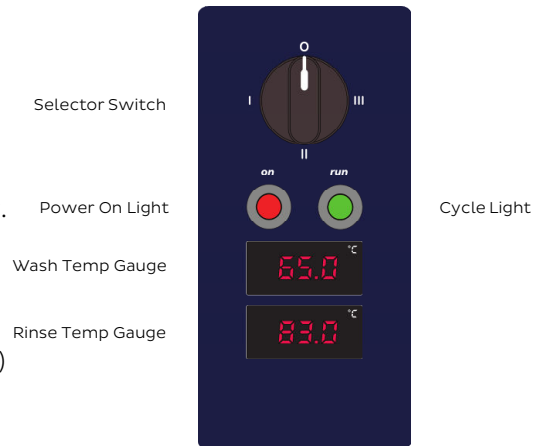 O
Selector Switch
I
III
II
on
run
. Power On Light
Cycle Light
°C
Wash Temp Gauge
65.0
°C
Rinse Temp Gauge
83.0
)